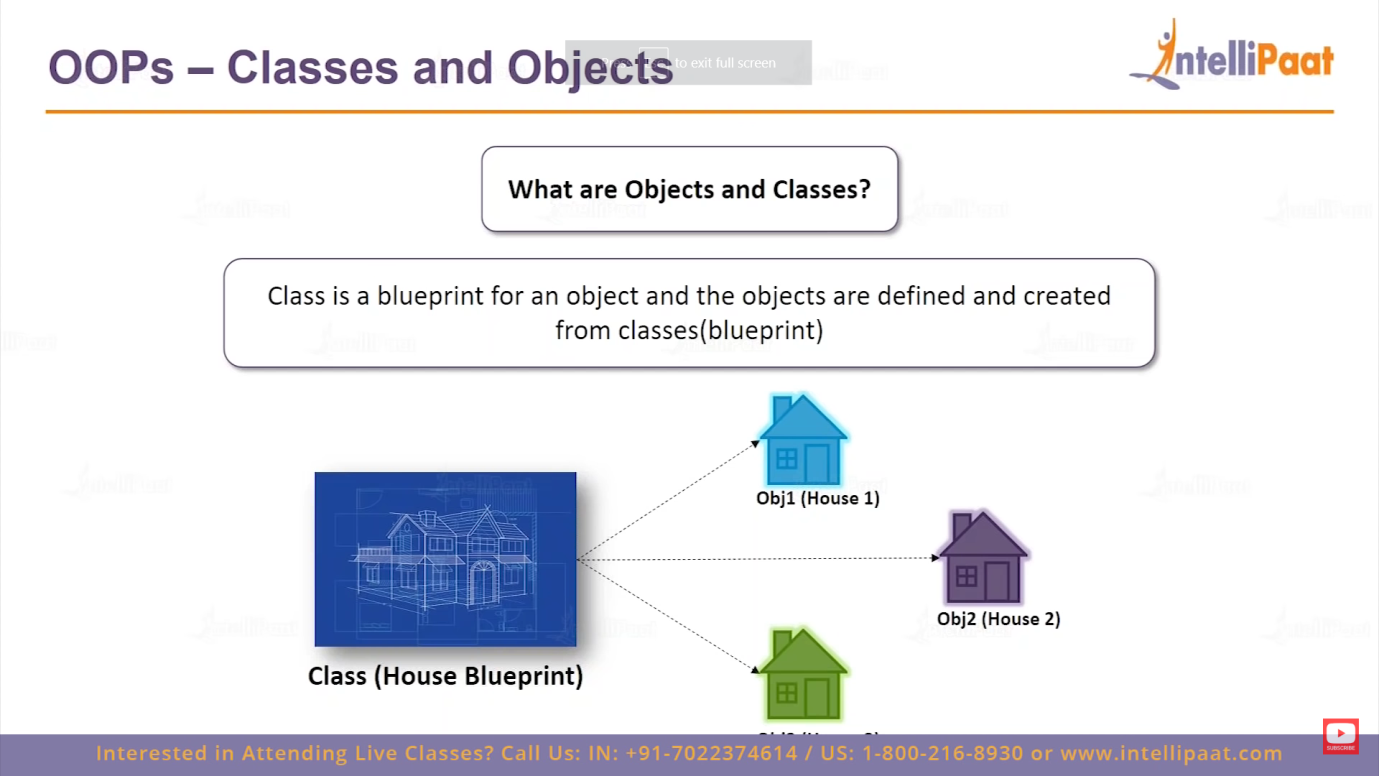 OOPs – Classes and Objects
to exit full screen
IntelliPaat
What are Objects and Classes?
Class is a blueprint for an object and the objects are defined and created
from classes(blueprint)
Obj1 (House 1)
Obj2 (House 2)
Class (House Blueprint)
Interested in Attending Live Classes? Call Us: IN: +91-7022374614 / US: 1-800-216-8930 or www.intellipaat.com
SUBSCRIBE